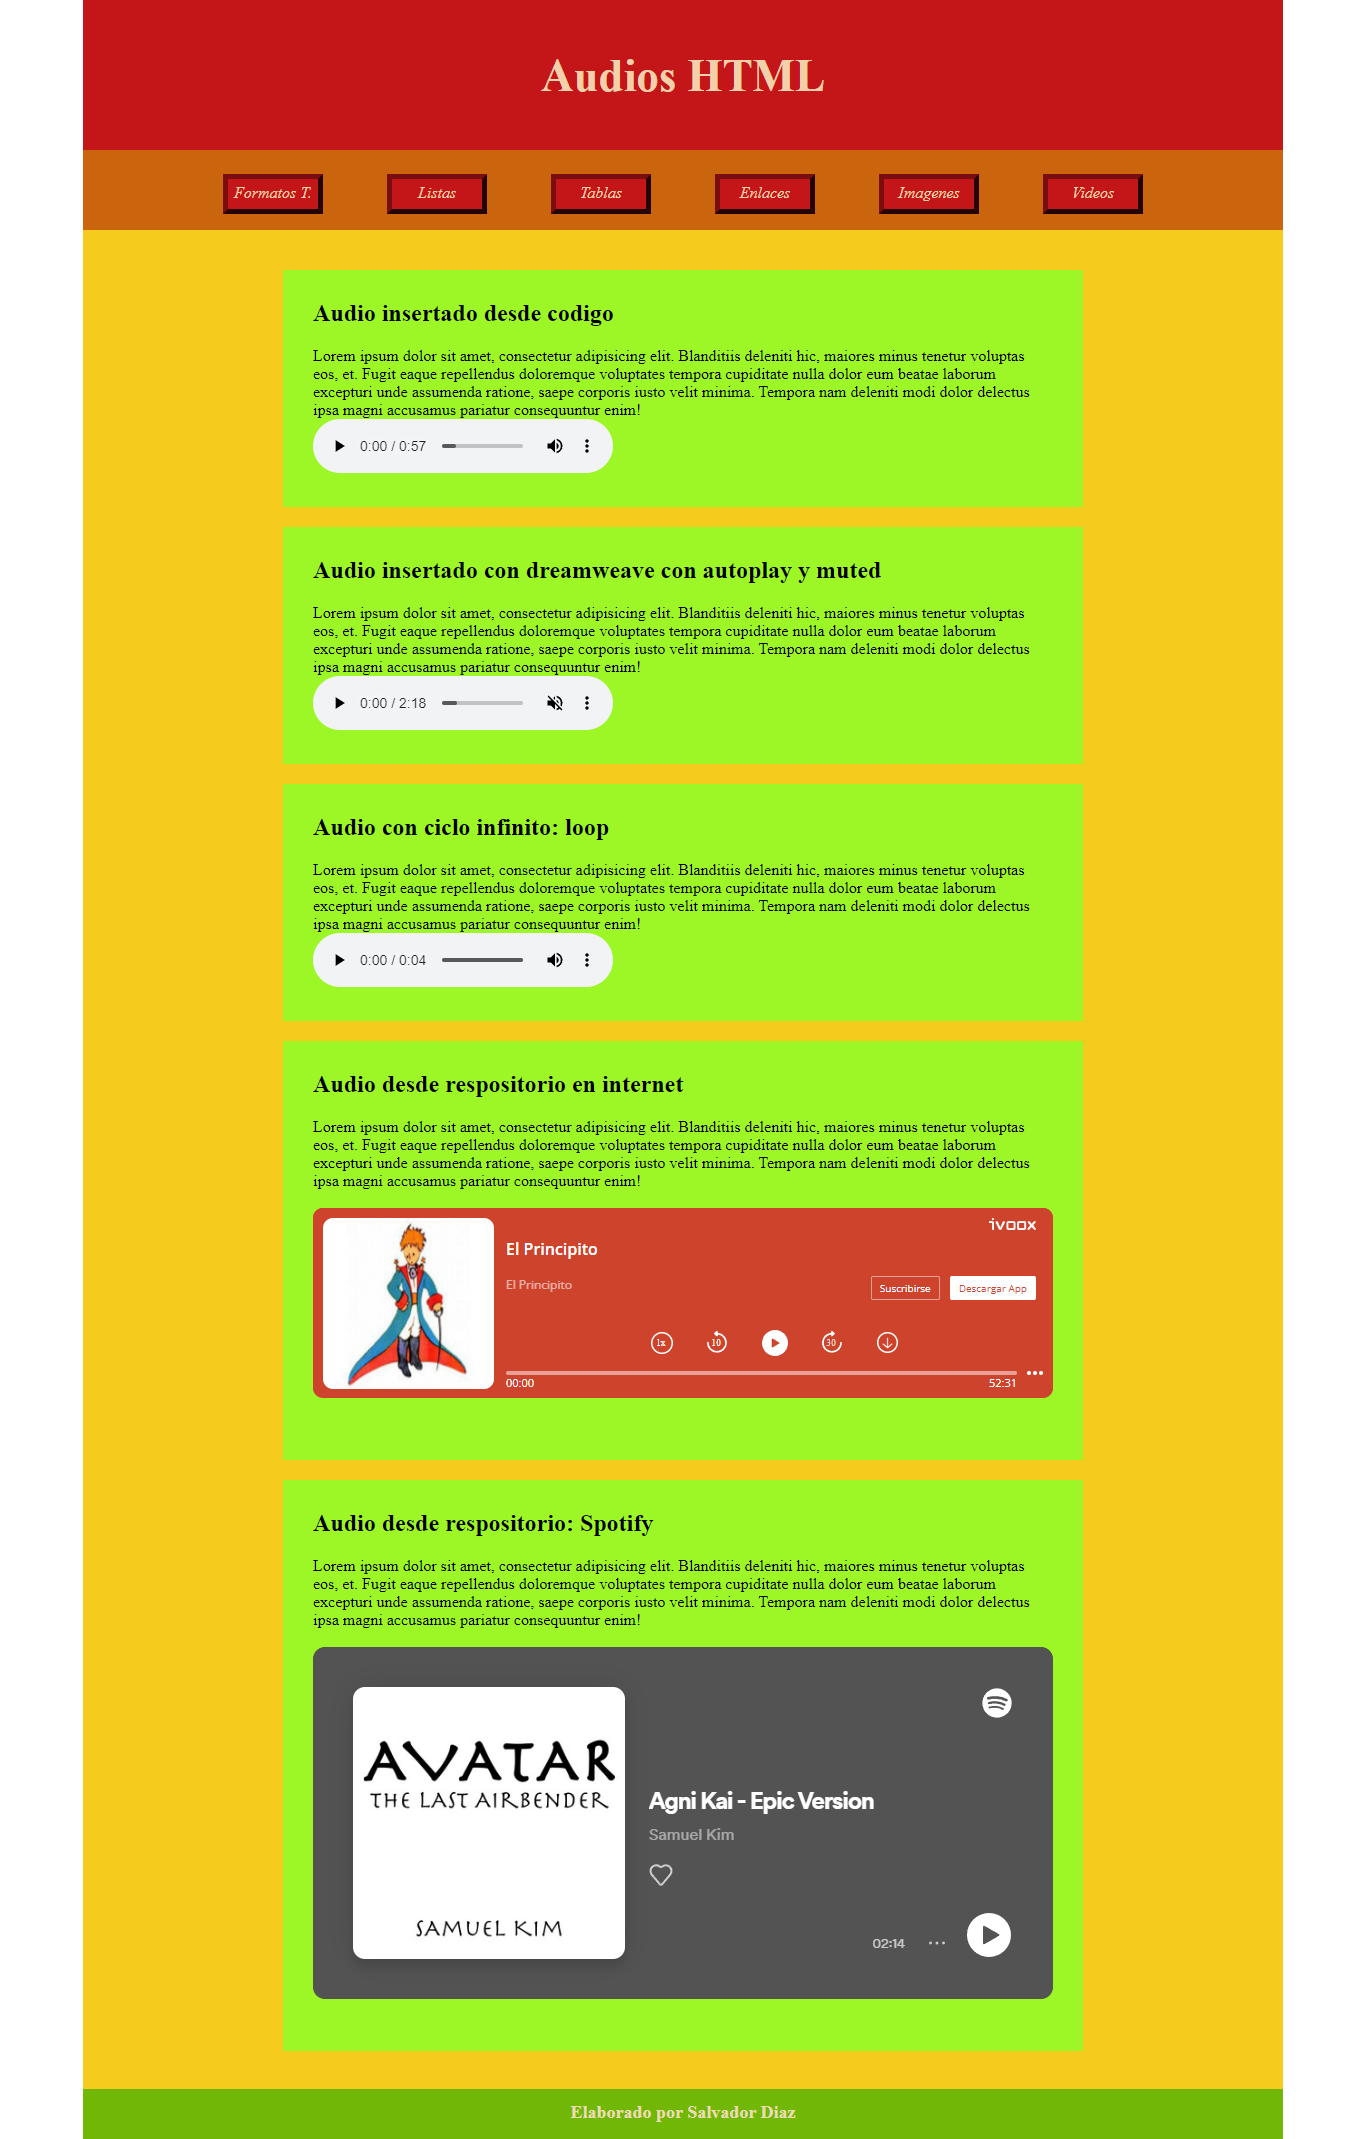 Audios HTML
Formatos T. Listas Tablas Enlaces Imagenes Videos
Audio insertado desde codigo
Lorem ipsum dolor sit amet, consectetur adipisicing elit. Blanditiis deleniti hic, maiores minus tenetur voluptas
eos, et. Fugit eaque repellendus doloremque voluptates tempora cupiditate nulla dolor eum beatae laborum
excepturi unde assumenda ratione, saepe corporis iusto velit minima. Tempora nam deleniti modi dolor delectus
ipsa magni accusamus pariatur consequuntur enim!
0:00 / 0:57
Audio insertado con dreamweave con autoplay y muted
Lorem ipsum dolor sit amet, consectetur adipisicing elit. Blanditiis deleniti hic, maiores minus tenetur voluptas
eos, et. Fugit eaque repellendus doloremque voluptates tempora cupiditate nulla dolor eum beatae laborum
excepturi unde assumenda ratione, saepe corporis iusto velit minima. Tempora nam deleniti modi dolor delectus
ipsa magni accusamus pariatur consequuntur enim!
0:00 / 2:18
Audio con ciclo infinito: loop
Lorem ipsum dolor sit amet, consectetur adipisicing elit. Blanditiis deleniti hic, maiores minus tenetur voluptas
eos, et. Fugit eaque repellendus doloremque voluptates tempora cupiditate nulla dolor eum beatae laborum
excepturi unde assumenda ratione, saepe corporis iusto velit minima. Tempora nam deleniti modi dolor delectus
ipsa magni accusamus pariatur consequuntur enim!
0:00 / 0:04
Audio desde respositorio en internet
Lorem ipsum dolor sit amet, consectetur adipisicing elit. Blanditiis deleniti hic, maiores minus tenetur voluptas
eos, et. Fugit eaque repellendus doloremque voluptates tempora cupiditate nulla dolor eum beatae laborum
excepturi unde assumenda ratione, saepe corporis iusto velit minima. Tempora nam deleniti modi dolor delectus
ipsa magni accusamus pariatur consequuntur enim!
ivoox
El Principito
El Principito
Suscribirse Descargar App
1x 10 30
00:00 52:31
Audio desde respositorio: Spotify
Lorem ipsum dolor sit amet, consectetur adipisicing elit. Blanditiis deleniti hic, maiores minus tenetur voluptas
eos, et. Fugit eaque repellendus doloremque voluptates tempora cupiditate nulla dolor eum beatae laborum
excepturi unde assumenda ratione, saepe corporis iusto velit minima. Tempora nam deleniti modi dolor delectus
ipsa magni accusamus pariatur consequuntur enim!
AVATAR
THE LAST AIRBENDER
SAMUEL KIM
Agni Kai - Epic Version
Samuel Kim
02:14
Elaborado por Salvador Diaz